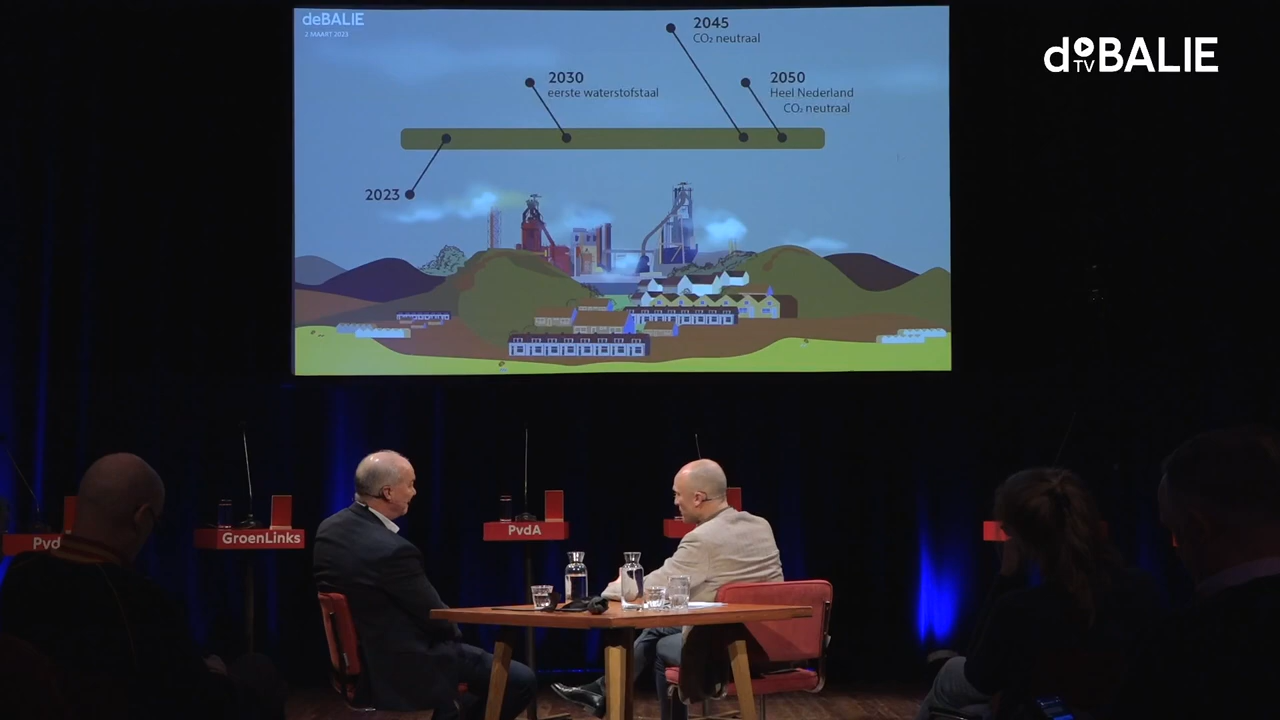 deBALIE
2 MAART 2023
2045
CO₂ neutraal
2030
eerste waterstofstaal
2050
Heel Nederland
CO₂ neutraal
2023
deBALIE
TV
PvdA
GroenLinks
PvdA